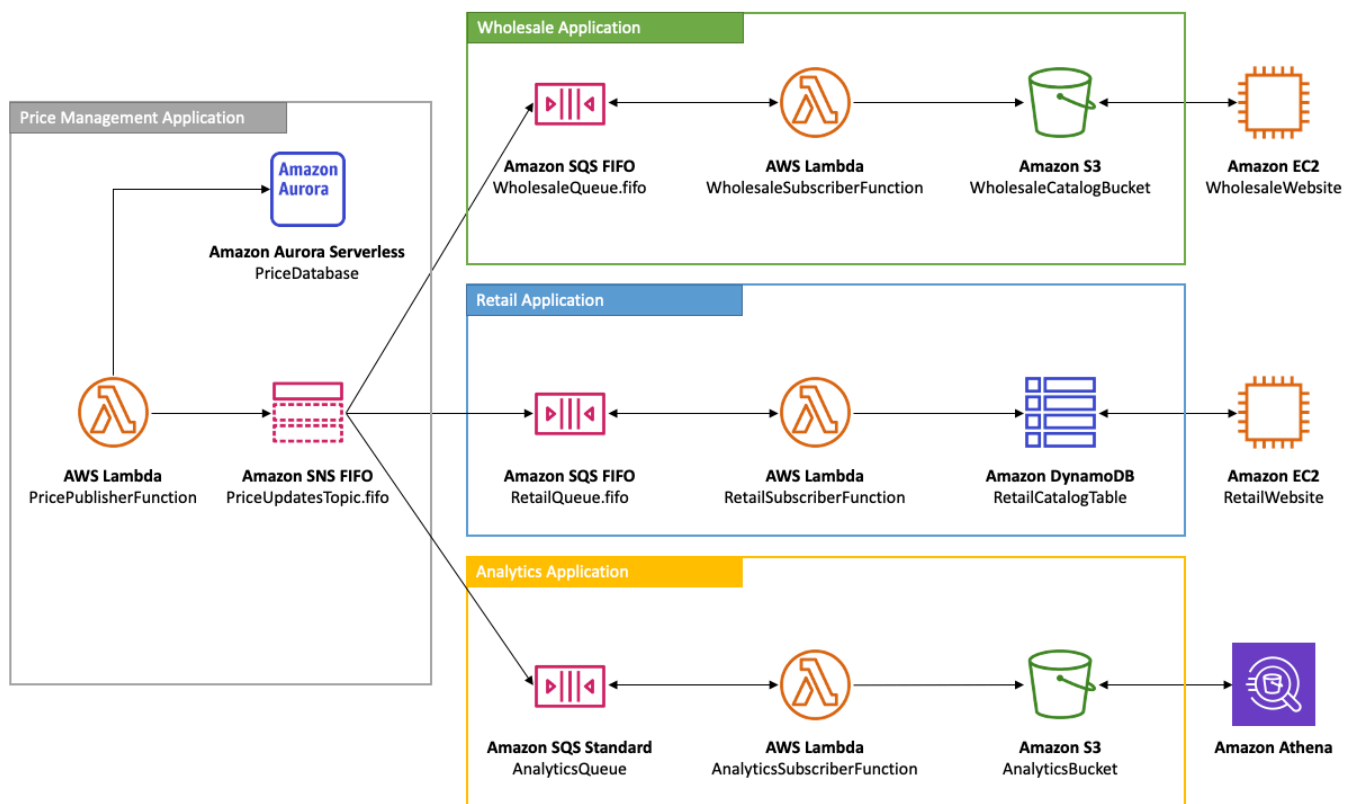 Price Management Application
Amazon
Aurora
Amazon Aurora Serverless
PriceDatabase
AWS Lambda
PricePublisherFunction
Amazon SNS FIFO
PriceUpdatesTopic.fifo
Wholesale Application
Amazon SQS FIFO
WholesaleQueue.fifo
AWS Lambda
WholesaleSubscriberFunction
Amazon S3
WholesaleCatalogBucket
Amazon EC2
WholesaleWebsite
Retail Application
Amazon SQS FIFO
RetailQueue.fifo
AWS Lambda
RetailSubscriberFunction
Amazon DynamoDB
RetailCatalogTable
Amazon EC2
RetailWebsite
Analytics Application
Amazon SQS Standard
AnalyticsQueue
AWS Lambda
AnalyticsSubscriberFunction
Amazon S3
AnalyticsBucket
Amazon Athena